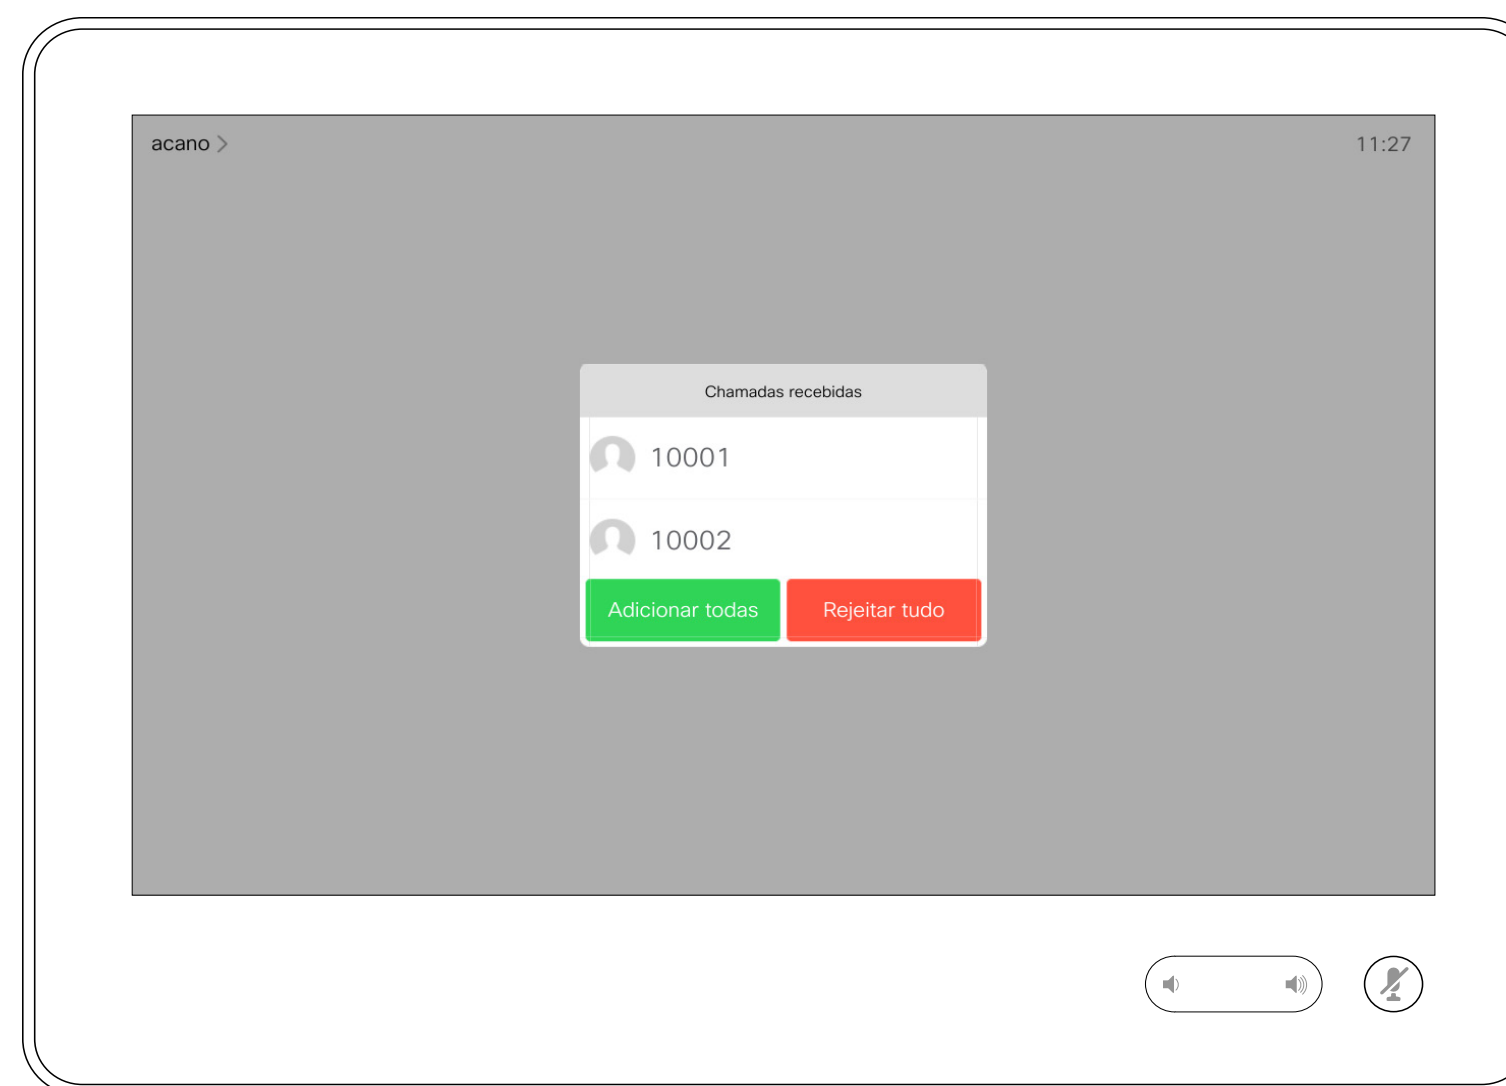 acano
11:27
Chamadas recebidas
10001
10002
Adicionar todas
Rejeitar tudo